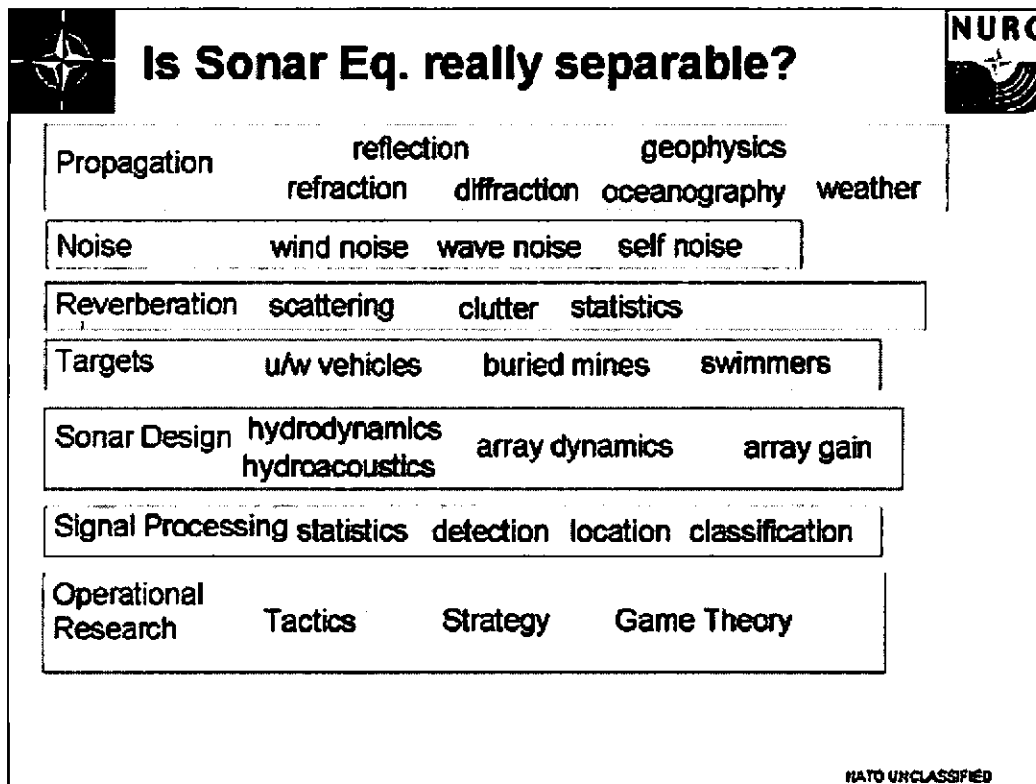 Is Sonar Eq. really separable?
NURC
Propagation
reflection geophysics
refraction diffraction oceanography weather
Noise wind noise wave noise self noise
Reverberation scattering clutter statistics
Targets u/w vehicles buried mines swimmers
Sonar Design hydrodynamics
hydroacoustics array dynamics array gain
Signal Processing statistics detection location classification
Operational
Research Tactics Strategy Game Theory
NATO UNCLASSIFIED